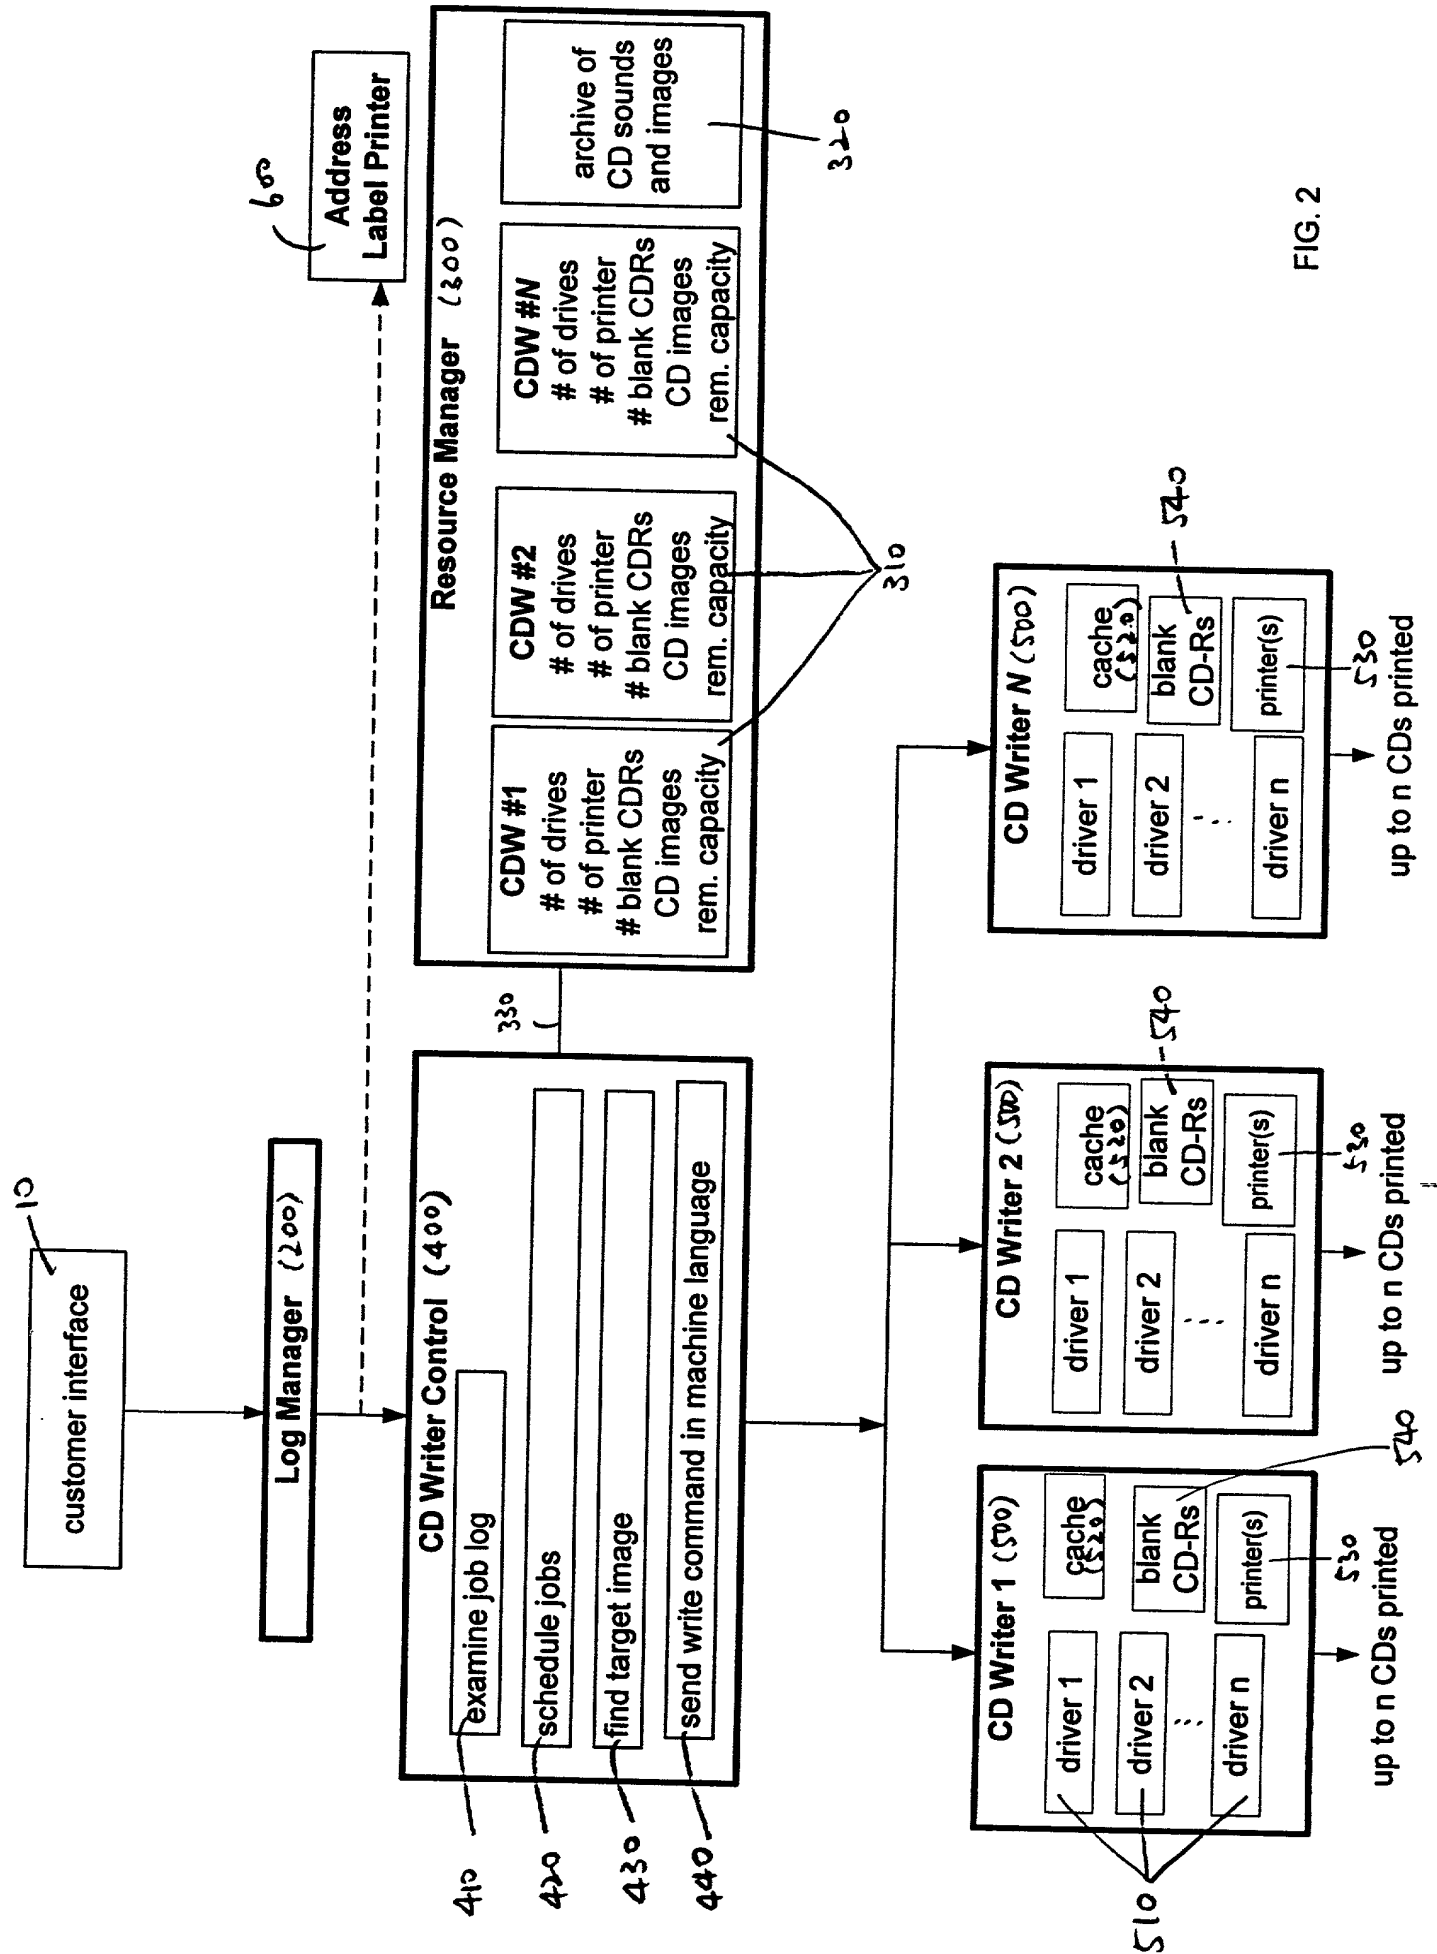 10
customer interface
Log Manager (200)
600
Address
Label Printer
CD Writer Control (400)
410
examine job log
420
schedule jobs
430
find target image
440
send write command in machine language
330
Resource Manager (300)
CDW #1
# of drives
# of printer
# blank CDRs
CD images
rem. capacity
CDW #2
# of drives
# of printer
# blank CDRs
CD images
rem. capacity
CDW #N
# of drives
# of printer
# blank CDRs
CD images
rem. capacity
310
archive of
CD sounds
and images
320
CD Writer 1 (500)
driver 1
driver 2
...
driver n
510
cache
(520)
blank
CD-Rs
540
printer(s)
530
up to n CDs printed
CD Writer 2 (500)
driver 1
driver 2
...
driver n
cache
(520)
blank
CD-Rs
540
printer(s)
530
up to n CDs printed
CD Writer N (500)
driver 1
driver 2
...
driver n
cache
(520)
blank
CD-Rs
540
printer(s)
530
up to n CDs printed
FIG. 2